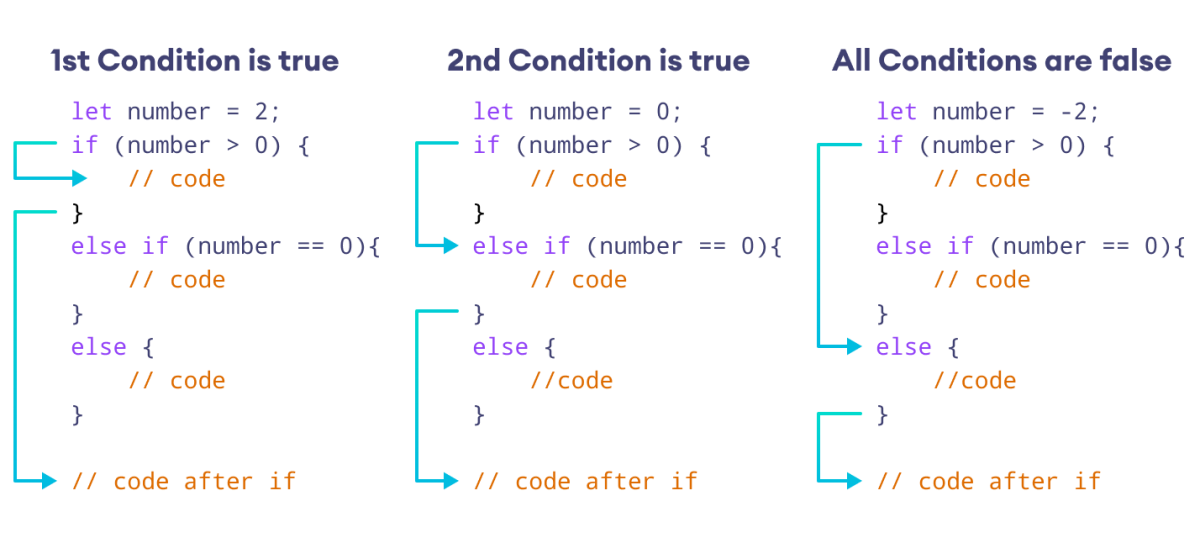 1st Condition is true
let number = 2;
if (number > 0) {
// code
}
else if (number == 0){
// code
}
else {
// code
}
// code after if
2nd Condition is true
let number = 0;
if (number > 0) {
// code
}
else if (number == 0){
// code
}
else {
//code
}
// code after if
All Conditions are false
let number = -2;
if (number > 0) {
// code
}
else if (number == 0){
// code
}
else {
//code
}
// code after if